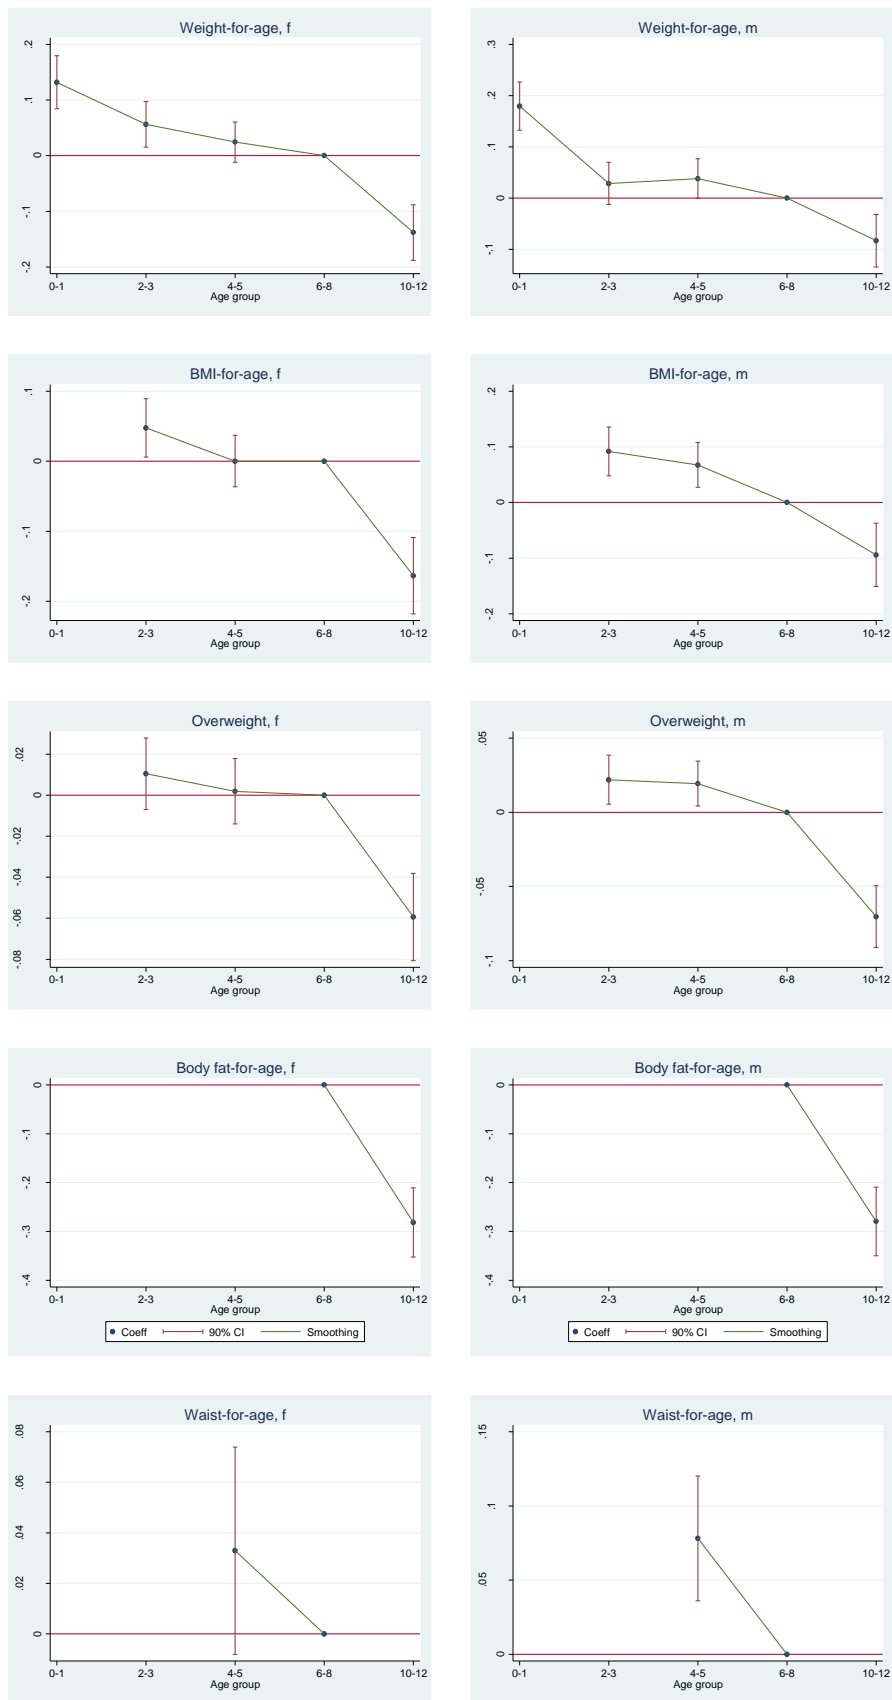 Weight-for-age, f
.2
.1
0
-.1
-.2
0-1 2-3 4-5 6-8 10-12
Age group
Weight-for-age, m
.3
.2
.1
0
-.1
0-1 2-3 4-5 6-8 10-12
Age group
BMI-for-age, f
.1
0
-.1
-.2
0-1 2-3 4-5 6-8 10-12
Age group
BMI-for-age, m
.2
.1
0
-.1
-.2
0-1 2-3 4-5 6-8 10-12
Age group
Overweight, f
.02
0
-.02
-.04
-.06
-.08
0-1 2-3 4-5 6-8 10-12
Age group
Overweight, m
.05
0
-.05
-.1
0-1 2-3 4-5 6-8 10-12
Age group
Body fat-for-age, f
0
-.1
-.2
-.3
-.4
0-1 2-3 4-5 6-8 10-12
Age group
Coeff 90% CI Smoothing
Body fat-for-age, m
0
-.1
-.2
-.3
-.4
0-1 2-3 4-5 6-8 10-12
Age group
Coeff 90% CI Smoothing
Waist-for-age, f
.08
.06
.04
.02
0
0-1 2-3 4-5 6-8 10-12
Age group
Waist-for-age, m
.15
.1
.05
0
0-1 2-3 4-5 6-8 10-12
Age group